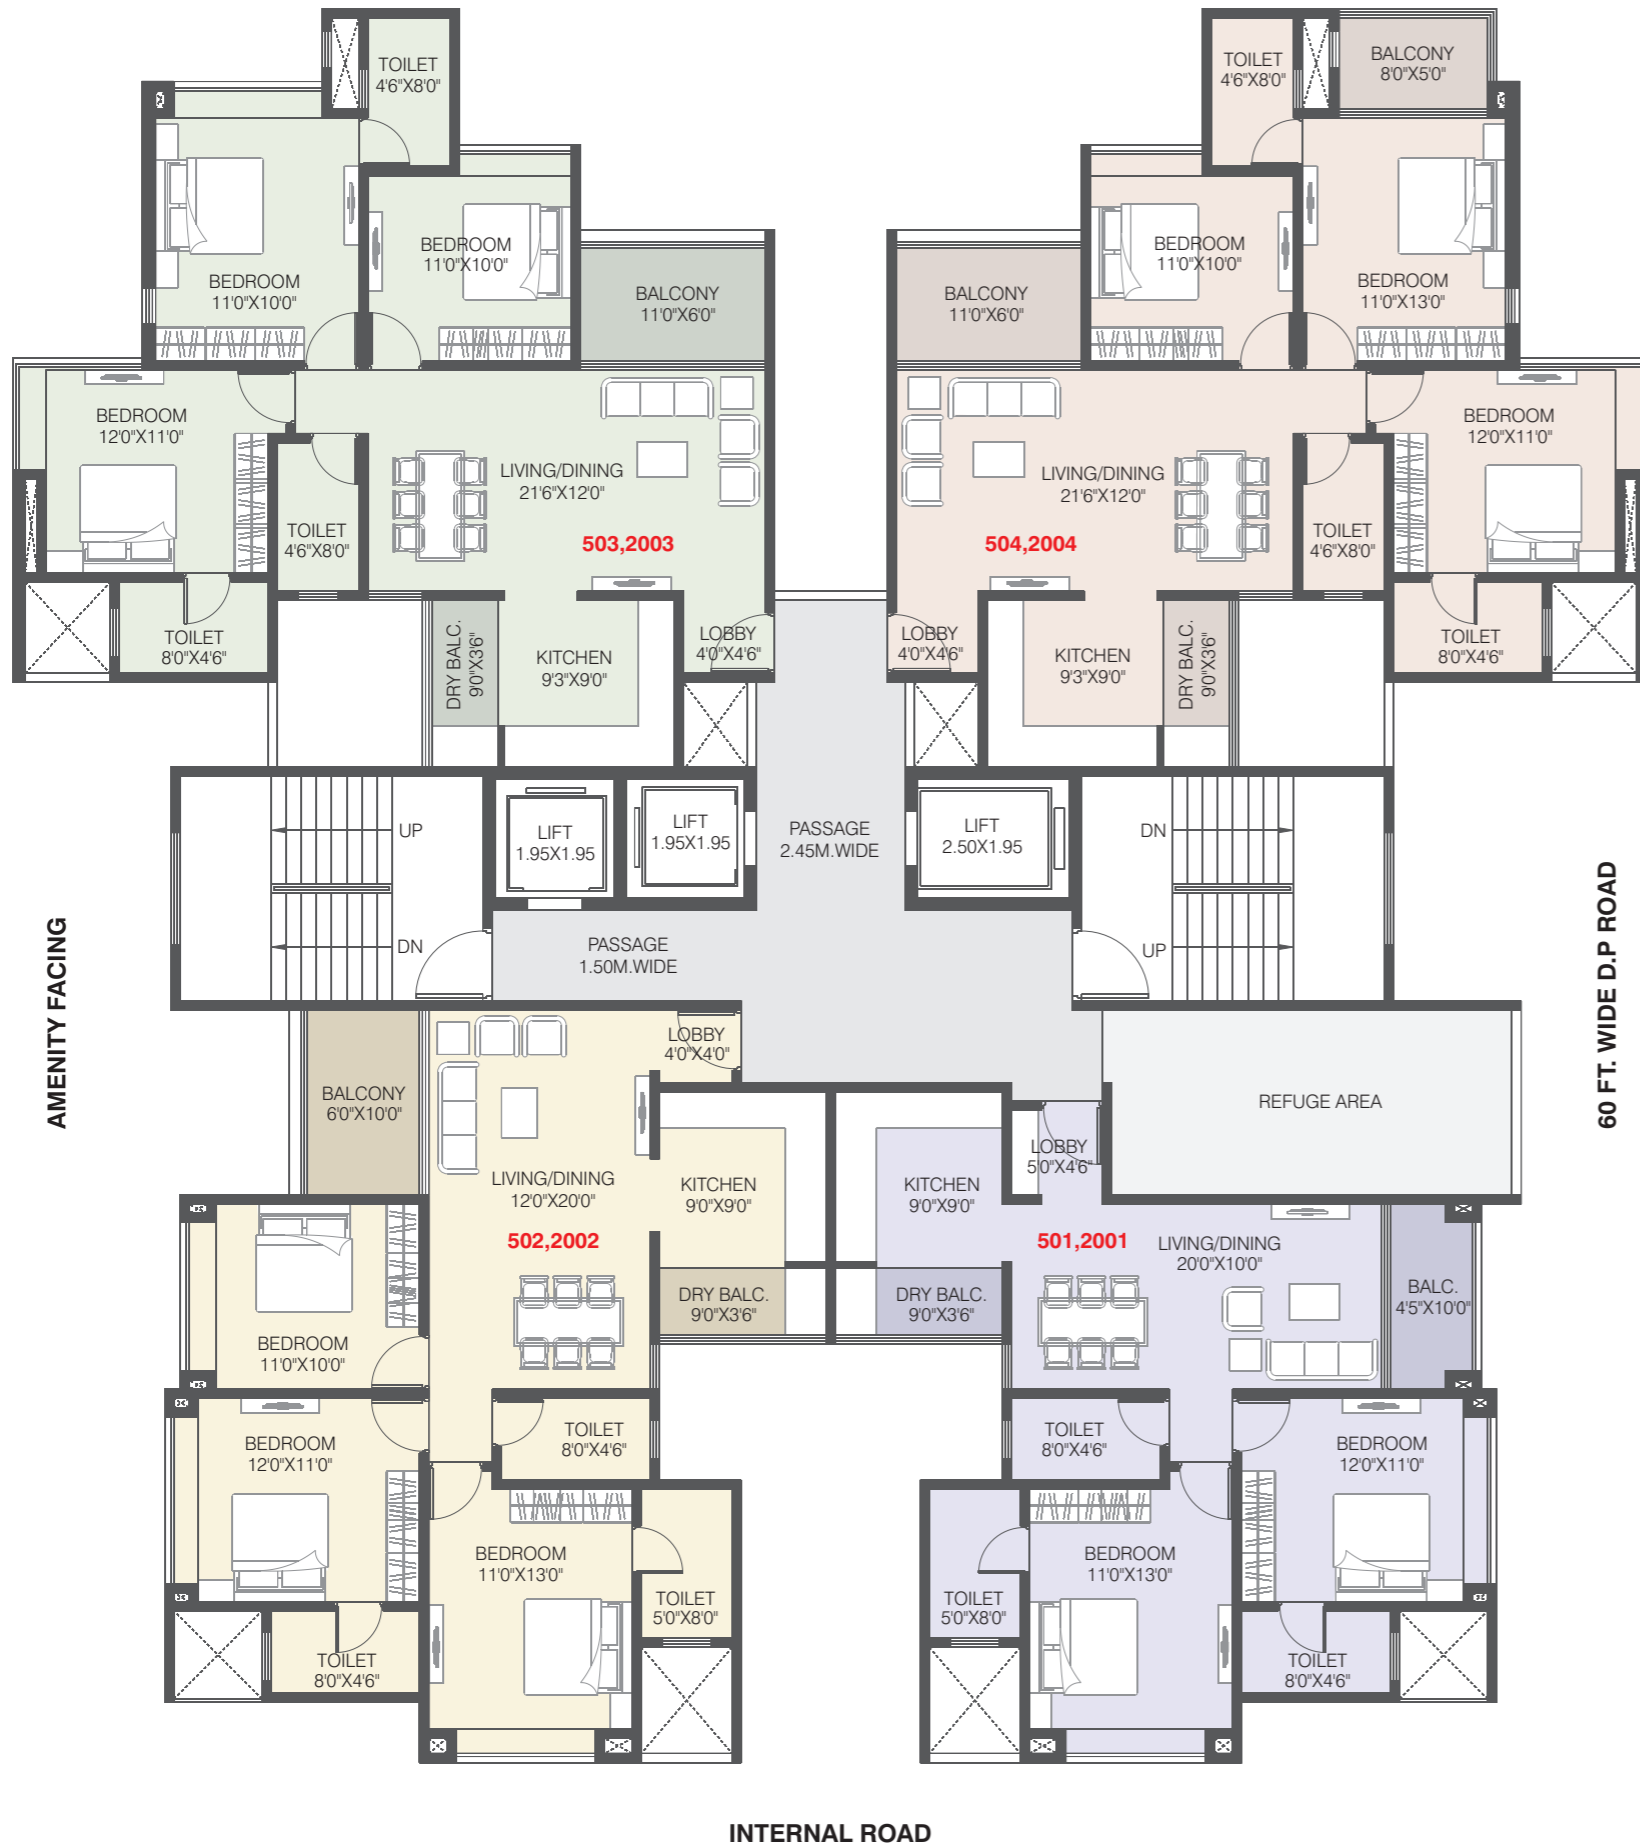 TOILET
4'6"X8'0"
TOILET
4'6"X8'0"
BALCONY
8'0"X5'0"
BEDROOM
11'0"X10'0"
BEDROOM
11'0"X10'0"
BALCONY
11'0"X6'0"
BALCONY
11'0"X6'0"
BEDROOM
11'0"X10'0"
BEDROOM
11'0"X13'0"
BEDROOM
12'0"X11'0"
LIVING/DINING
21'6"X12'0"
503,2003
TOILET
4'6"X8'0"
LIVING/DINING
21'6"X12'0"
504,2004
BEDROOM
12'0"X11'0"
TOILET
4'6"X8'0"
TOILET
8'0"X4'6"
DRY BALC.
9'0"X3'6"
KITCHEN
9'3"X9'0"
LOBBY
4'0"X4'6"
LOBBY
4'0"X4'6"
KITCHEN
9'3"X9'0"
DRY BALC.
9'0"X3'6"
TOILET
8'0"X4'6"
UP
LIFT
1.95X1.95
LIFT
1.95X1.95
PASSAGE
2.45M.WIDE
LIFT
2.50X1.95
DN
DN
PASSAGE
1.50M.WIDE
UP
AMENITY FACING
60 FT. WIDE D.P ROAD
LOBBY
4'0"X4'0"
BALCONY
6'0"X10'0"
REFUGE AREA
LIVING/DINING
12'0"X20'0"
502,2002
KITCHEN
9'0"X9'0"
KITCHEN
9'0"X9'0"
LOBBY
5'0"X4'6"
501,2001
LIVING/DINING
20'0"X10'0"
DRY BALC.
9'0"X3'6"
DRY BALC.
9'0"X3'6"
BALC.
4'5"X10'0"
BEDROOM
11'0"X10'0"
BEDROOM
12'0"X11'0"
TOILET
8'0"X4'6"
TOILET
8'0"X4'6"
BEDROOM
12'0"X11'0"
BEDROOM
11'0"X13'0"
TOILET
5'0"X8'0"
TOILET
5'0"X8'0"
BEDROOM
11'0"X13'0"
TOILET
8'0"X4'6"
TOILET
8'0"X4'6"
INTERNAL ROAD